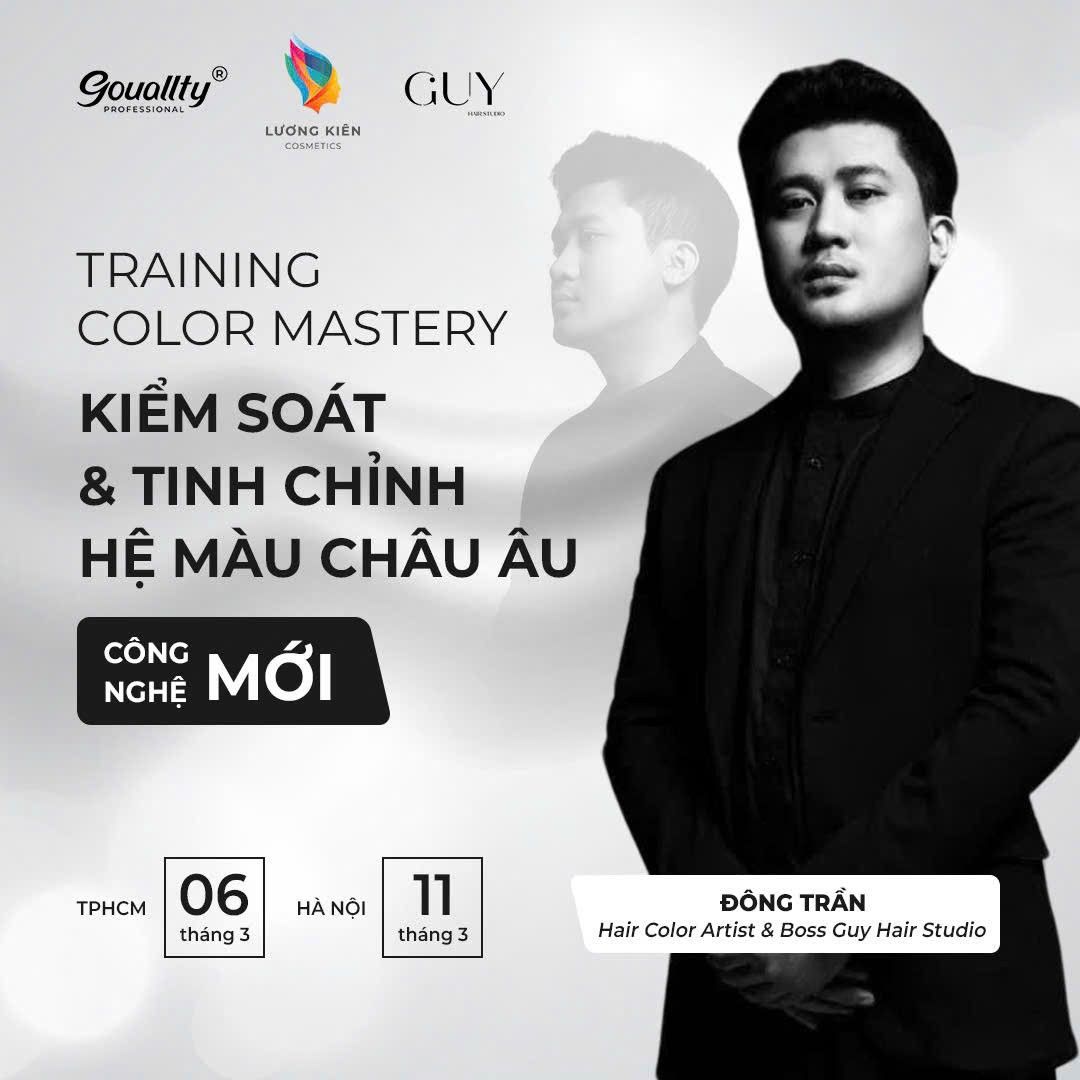 Gouallty®
PROFESSIONAL
LƯƠNG KIÊN
COSMETICS
GUY
HAIR STUDIO
TRAINING
COLOR MASTERY
KIỂM SOÁT
& TINH CHỈNH
HỆ MÀU CHÂU ÂU
CÔNG
NGHỆ
MỚI
TPHCM
06
tháng 3
HÀ NỘI
11
tháng 3
ĐÔNG TRẦN
Hair Color Artist & Boss Guy Hair Studio